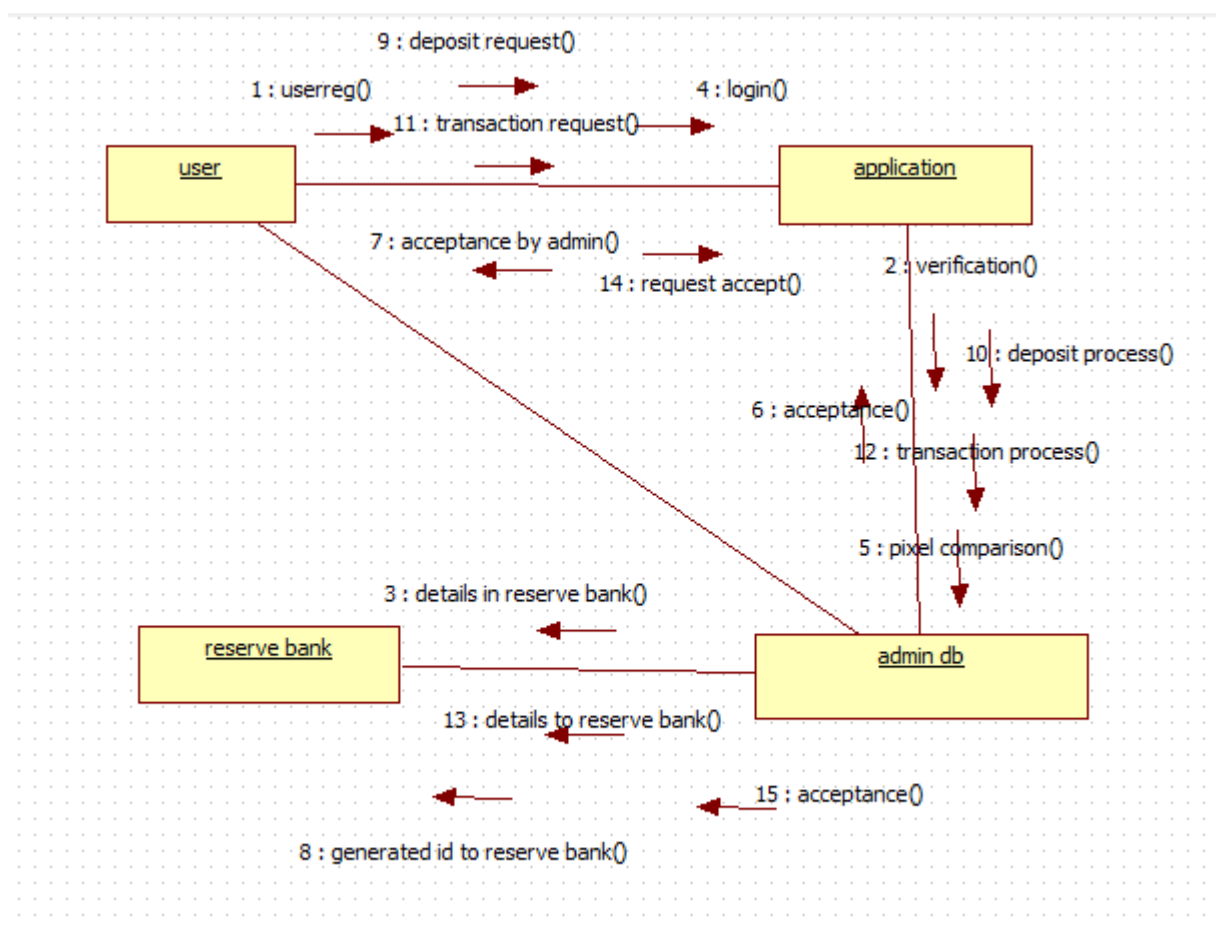 9 : deposit request()
1 : userreg()
4 : login()
11 : transaction request()
user
application
7 : acceptance by admin()
2 : verification()
14 : request accept()
10 : deposit process()
6 : acceptance()
12 : transaction process()
5 : pixel comparison()
3 : details in reserve bank()
reserve bank
admin db
13 : details to reserve bank()
15 : acceptance()
8 : generated id to reserve bank()